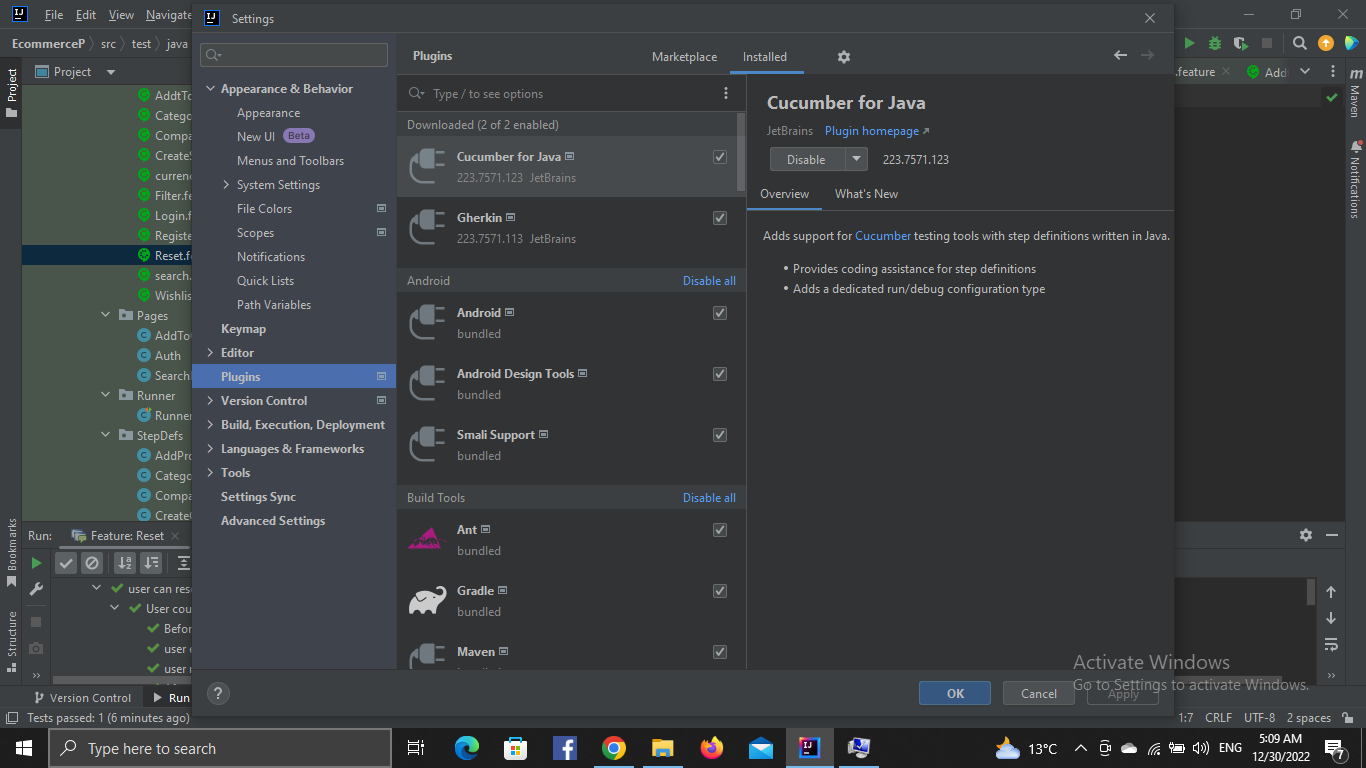 File Edit View Navigate
Settings
EcommerceP src test java
Plugins
Marketplace Installed
Project
.feature Add
Type / to see options
Appearance & Behavior
Appearance
New UI Beta
Menus and Toolbars
System Settings
File Colors
Scopes
Notifications
Quick Lists
Path Variables
Keymap
Editor
Plugins
Version Control
Build, Execution, Deployment
Languages & Frameworks
Tools
Settings Sync
Advanced Settings
Downloaded (2 of 2 enabled)
Cucumber for Java
223.7571.123 JetBrains
Gherkin
223.7571.113 JetBrains
Android Disable all
Android
bundled
Android Design Tools
bundled
Smali Support
bundled
Build Tools Disable all
Ant
bundled
Gradle
bundled
Maven
Cucumber for Java
JetBrains Plugin homepage
Disable 223.7571.123
Overview What's New
Adds support for Cucumber testing tools with step definitions written in Java.
• Provides coding assistance for step definitions
• Adds a dedicated run/debug configuration type
Project
Bookmarks
Structure
Maven
Notifications
Catego
Compa
Filter.fe
Login.f
Registe
Reset.fe
search.
Wishlis
Pages
Auth
Search
Runner
Runner
StepDefs
AddPro
Catego
Compa
Run: Feature: Reset
user can rese
User cou
Befor
user e
user r
Version Control Run
OK Cancel Apply
Activate Windows
Go to Settings to activate Windows.
Tests passed: 1 (6 minutes ago)
1:7 CRLF UTF-8 2 spaces
Type here to search
13°C ENG
5:09 AM
12/30/2022
7